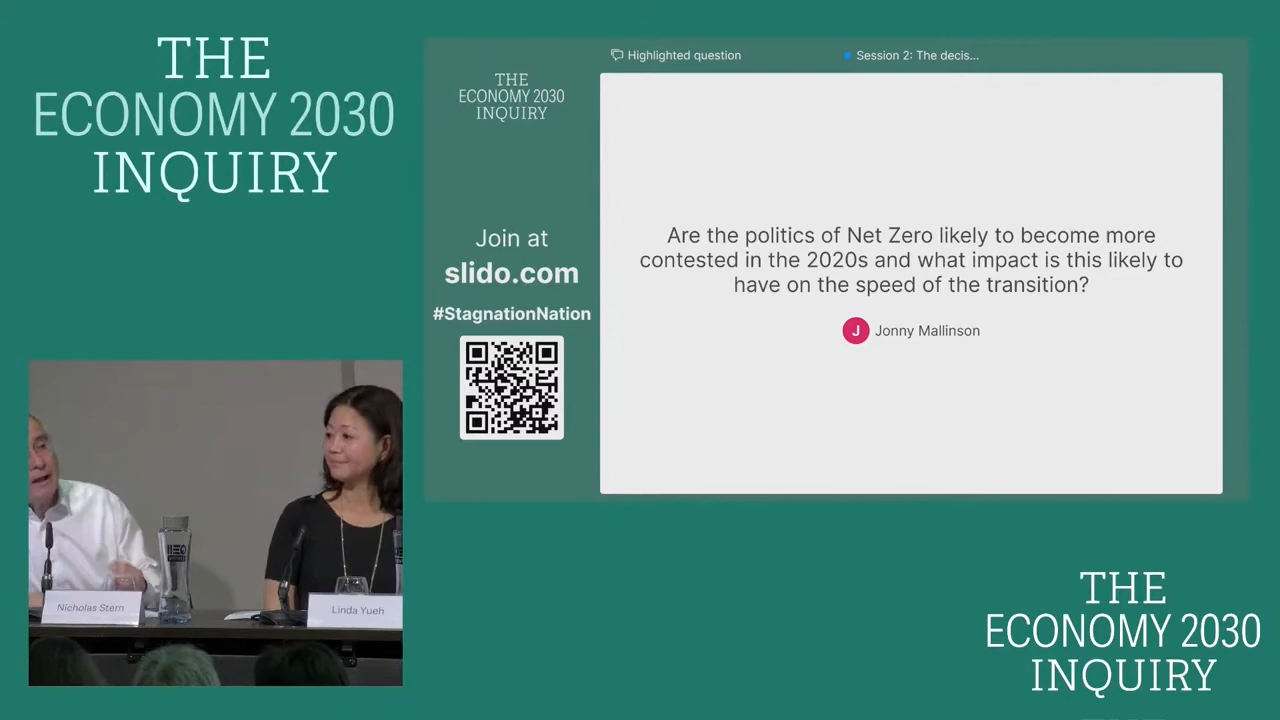 THE
ECONOMY 2030
INQUIRY
Highlighted question
Session 2: The decis...
THE
ECONOMY 2030
INQUIRY
Join at
slido.com
#StagnationNation
Are the politics of Net Zero likely to become more
contested in the 2020s and what impact is this likely to
have on the speed of the transition?
J
Jonny Mallinson
Nicholas Stern
Linda Yueh
THE
ECONOMY 2030
INQUIRY